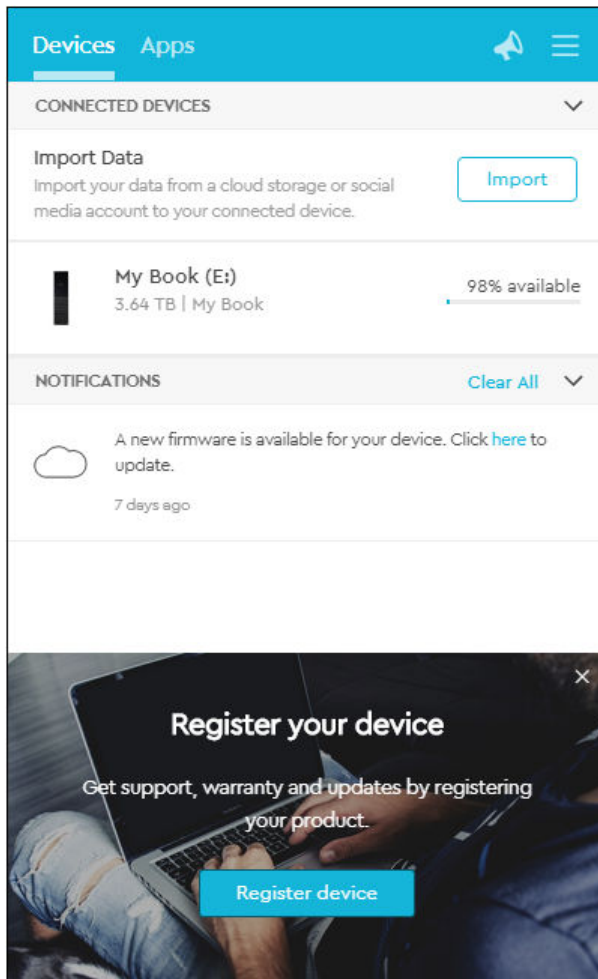 Devices Apps
CONNECTED DEVICES
Import Data
Import your data from a cloud storage or social
media account to your connected device.
Import
My Book (E:)
3.64 TB | My Book
98% available
NOTIFICATIONS Clear All
A new firmware is available for your device. Click here to
update.
7 days ago
Register your device
Get support, warranty and updates by registering
your product.
Register device